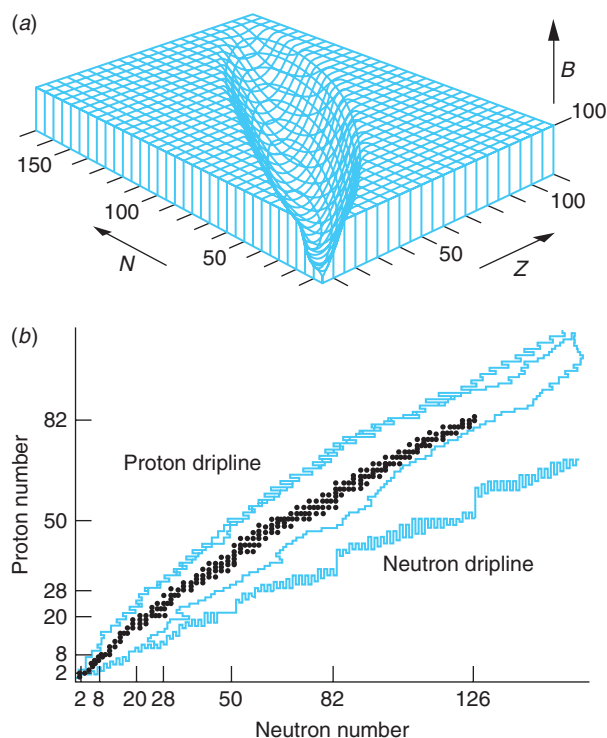 (a)
B
100
150
100
100
50
50
N
Z
(b)
82
Proton dripline
Proton number
50
Neutron dripline
28
20
8
2
2 8 20 28 50 82 126
Neutron number